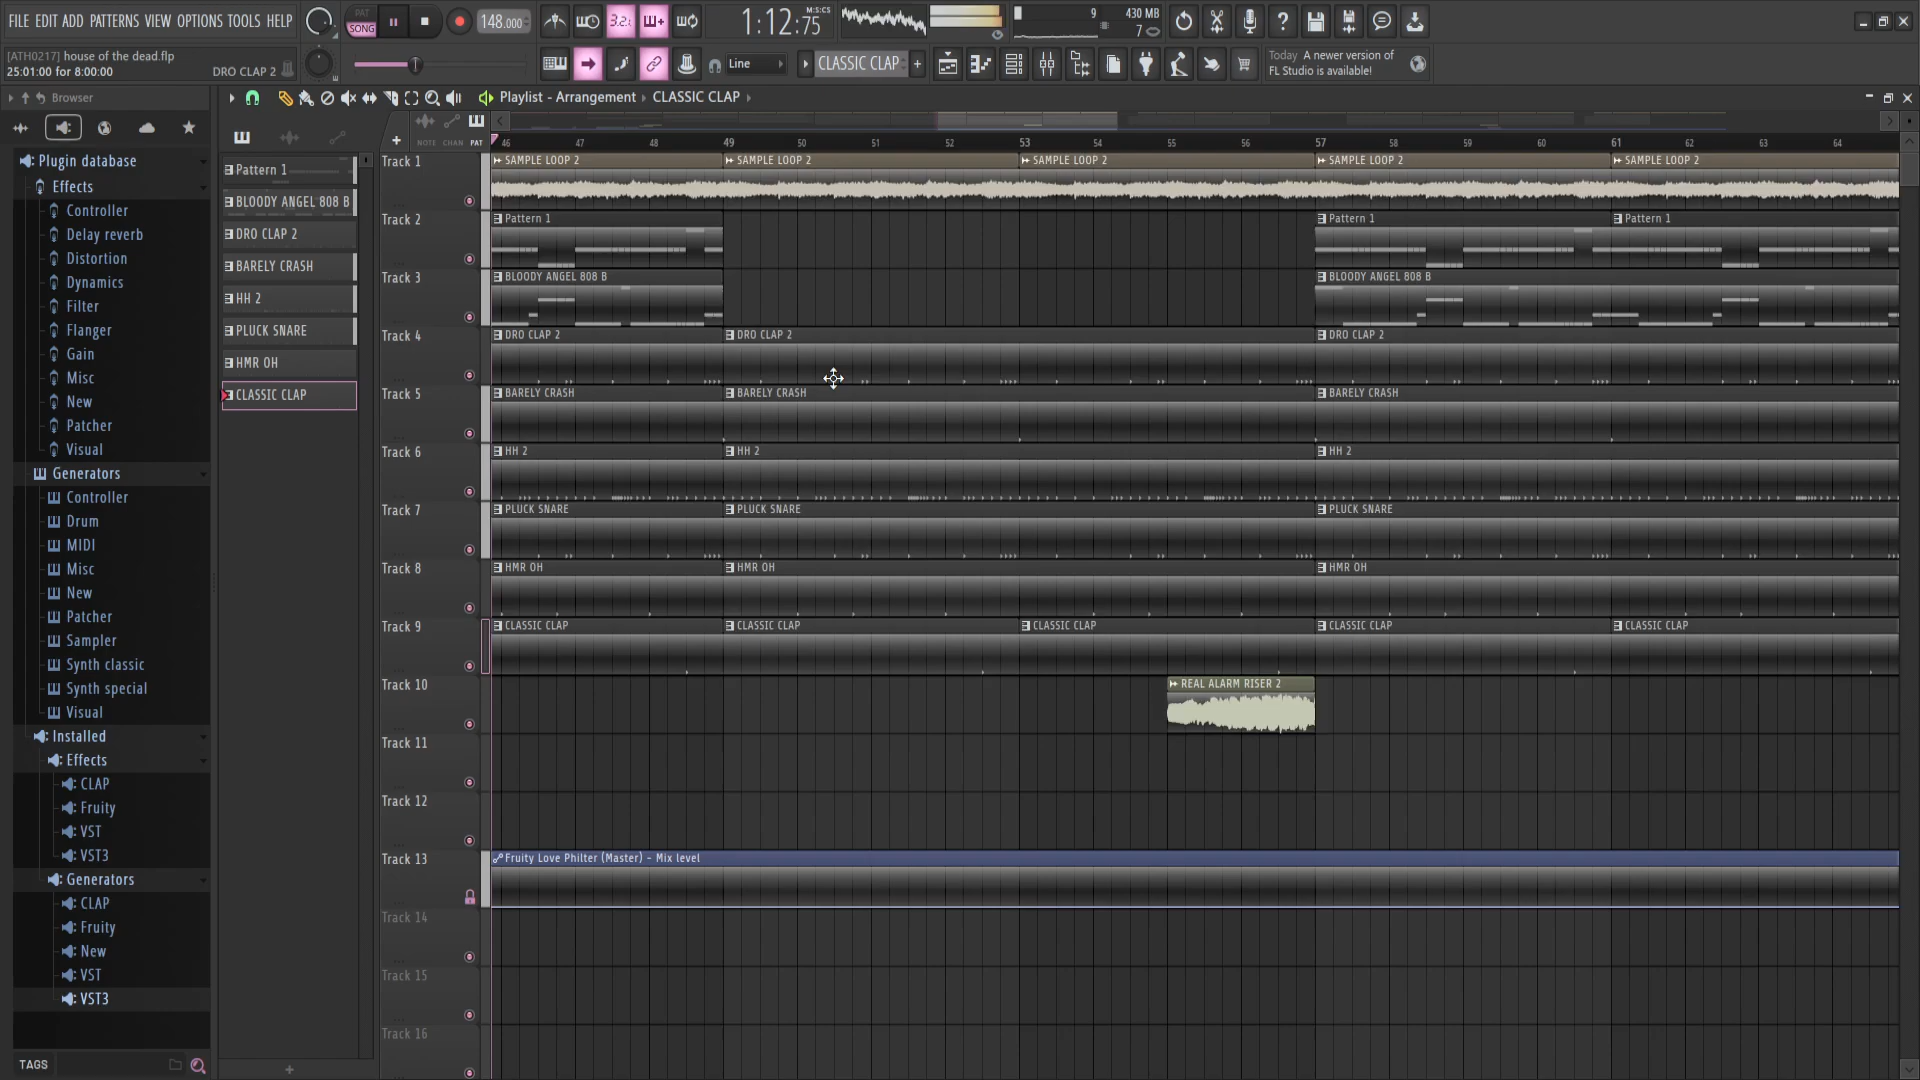 FILE EDIT ADD PATTERNS VIEW OPTIONS TOOLS HELP
PAT
SONG
148.000
3.2.
1:12:75
M:S:CS
9
430 MB
7
[ATH0217] house of the dead.flp
25:01:00 for 8:00:00
DRO CLAP 2
Line
CLASSIC CLAP
Today A newer version of
FL Studio is available!
Browser
Playlist - Arrangement › CLASSIC CLAP ›
NOTE CHAN PAT
46 47 48 49 50 51 52 53 54 55 56 57 58 59 60 61 62 63 64
Plugin database
Effects
Controller
Delay reverb
Distortion
Dynamics
Filter
Flanger
Gain
Misc
New
Patcher
Visual
Generators
Controller
Drum
MIDI
Misc
New
Patcher
Sampler
Synth classic
Synth special
Visual
Installed
Effects
CLAP
Fruity
VST
VST3
Generators
CLAP
Fruity
New
VST
VST3
TAGS
Pattern 1
BLOODY ANGEL 808 B
DRO CLAP 2
BARELY CRASH
HH 2
PLUCK SNARE
HMR OH
CLASSIC CLAP
Track 1
SAMPLE LOOP 2 SAMPLE LOOP 2 SAMPLE LOOP 2 SAMPLE LOOP 2 SAMPLE LOOP 2
Track 2
Pattern 1 Pattern 1 Pattern 1
Track 3
BLOODY ANGEL 808 B BLOODY ANGEL 808 B
Track 4
DRO CLAP 2 DRO CLAP 2 DRO CLAP 2
Track 5
BARELY CRASH BARELY CRASH BARELY CRASH
Track 6
HH 2 HH 2 HH 2
Track 7
PLUCK SNARE PLUCK SNARE PLUCK SNARE
Track 8
HMR OH HMR OH HMR OH
Track 9
CLASSIC CLAP CLASSIC CLAP CLASSIC CLAP CLASSIC CLAP CLASSIC CLAP
Track 10
REAL ALARM RISER 2
Track 11
Track 12
Track 13
Fruity Love Philter (Master) - Mix level
Track 14
Track 15
Track 16